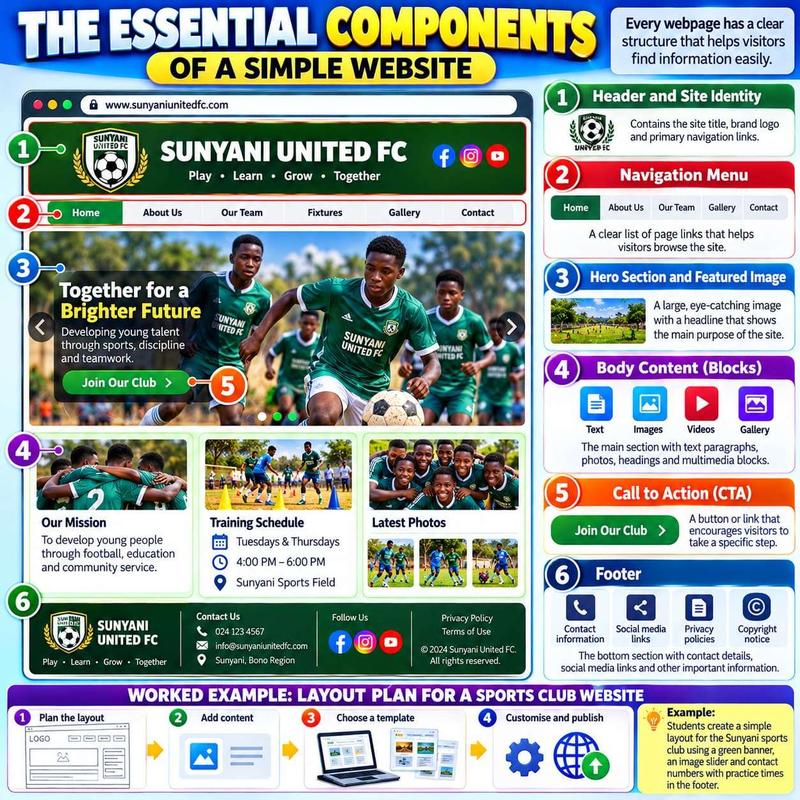 THE ESSENTIAL COMPONENTS
OF A SIMPLE WEBSITE
Every webpage has a clear
structure that helps visitors
find information easily.
www.sunyaniunitedfc.com
1
SUNYANI
UNITED FC
SUNYANI UNITED FC
Play • Learn • Grow • Together
2
Home
About Us
Our Team
Fixtures
Gallery
Contact
3
Together for a
Brighter Future
Developing young talent
through sports, discipline
and teamwork.
Join Our Club
5
SUNYANI
UNITED FC
SUNYANI
UNITED FC
4
2
Our Mission
To develop young people
through football, education
and community service.
Training Schedule
Tuesdays & Thursdays
4:00 PM – 6:00 PM
Sunyani Sports Field
Latest Photos
6
SUNYANI
UNITED FC
Play • Learn • Grow • Together
Contact Us
024 123 4567
info@sunyaniunitedfc.com
Sunyani, Bono Region
Follow Us
Privacy Policy
Terms of Use
© 2024 Sunyani United FC.
All rights reserved.
1 Header and Site Identity
UNITED FC
Contains the site title, brand logo
and primary navigation links.
2 Navigation Menu
Home
About Us
Our Team
Gallery
Contact
A clear list of page links that helps
visitors browse the site.
3 Hero Section and Featured Image
A large, eye-catching image
with a headline that shows
the main purpose of the site.
4 Body Content (Blocks)
Text
Images
Videos
Gallery
The main section with text paragraphs,
photos, headings and multimedia blocks.
5 Call to Action (CTA)
Join Our Club
A button or link that
encourages visitors to
take a specific step.
6 Footer
Contact
information
Social media
links
Privacy
policies
Copyright
notice
The bottom section with contact details,
social media links and other important information.
WORKED EXAMPLE: LAYOUT PLAN FOR A SPORTS CLUB WEBSITE
1 Plan the layout
LOGO
2 Add content
3 Choose a template
4 Customise and publish
Example:
Students create a simple
layout for the Sunyani sports
club using a green banner,
an image slider and contact
numbers with practice times
in the footer.